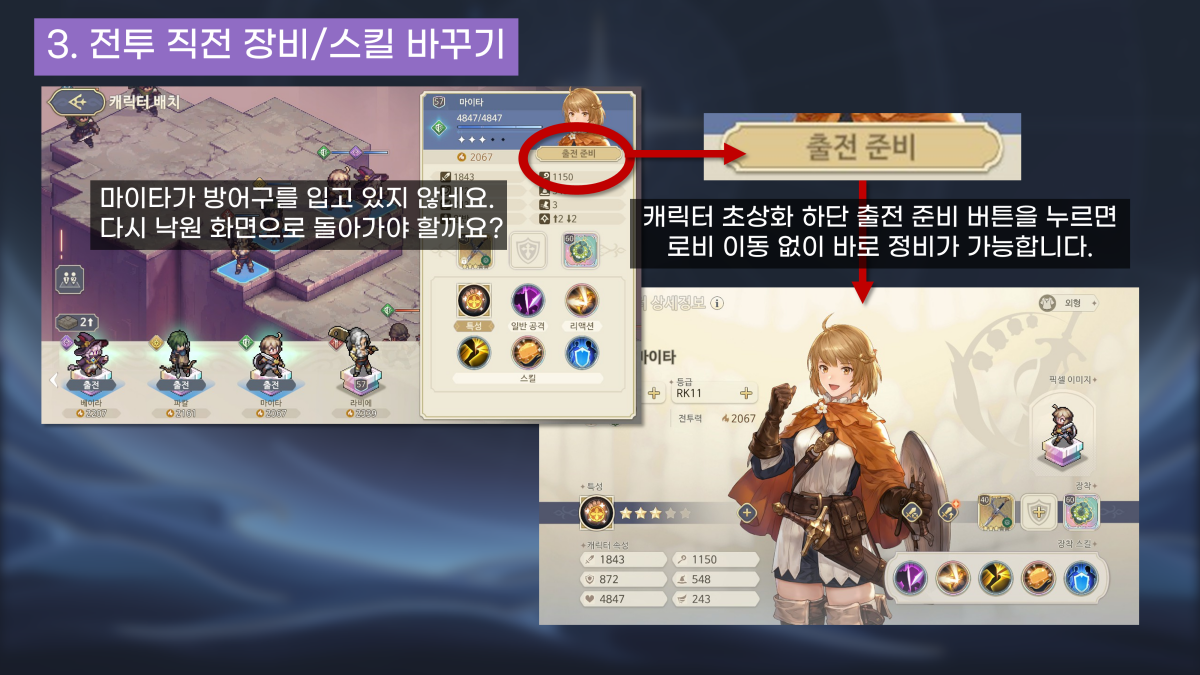 3. 전투 직전 장비/스킬 바꾸기
캐릭터 배치
57
마이타
4847/4847
2067
출전 준비
1843
1150
3
↑2 ↓2
60
마이타가 방어구를 입고 있지 않네요.
다시 낙원 화면으로 돌아가야 할까요?
특성
일반 공격
리액션
스킬
2↑
출전
출전
출전
57
베이라
파칼
마이타
라비에
2207
2161
2067
2039
출전 준비
캐릭터 초상화 하단 출전 준비 버튼을 누르면
로비 이동 없이 바로 정비가 가능합니다.
상세정보
외형
마이타
등급
RK11
전투력
2067
픽셀 이미지
특성
장착
40
60
캐릭터 속성
1843
1150
872
548
4847
243
장착 스킬